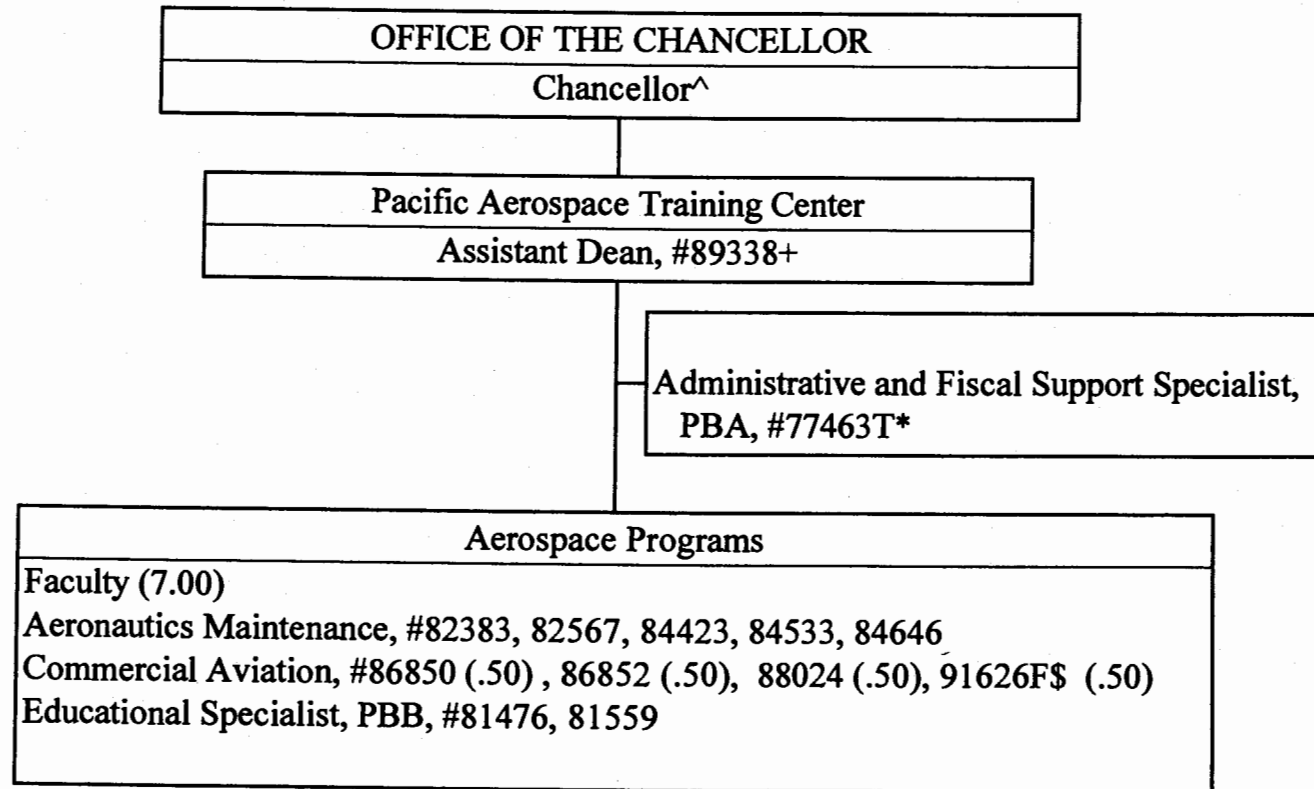 OFFICE OF THE CHANCELLOR
Chancellor^
Pacific Aerospace Training Center
Assistant Dean, #89338+
Administrative and Fiscal Support Specialist,
PBA, #77463T*
Aerospace Programs
Faculty (7.00)
Aeronautics Maintenance, #82383, 82567, 84423, 84533, 84646
Commercial Aviation, #86850 (.50) , 86852 (.50), 88024 (.50), 91626F$ (.50)
Educational Specialist, PBB, #81476, 81559